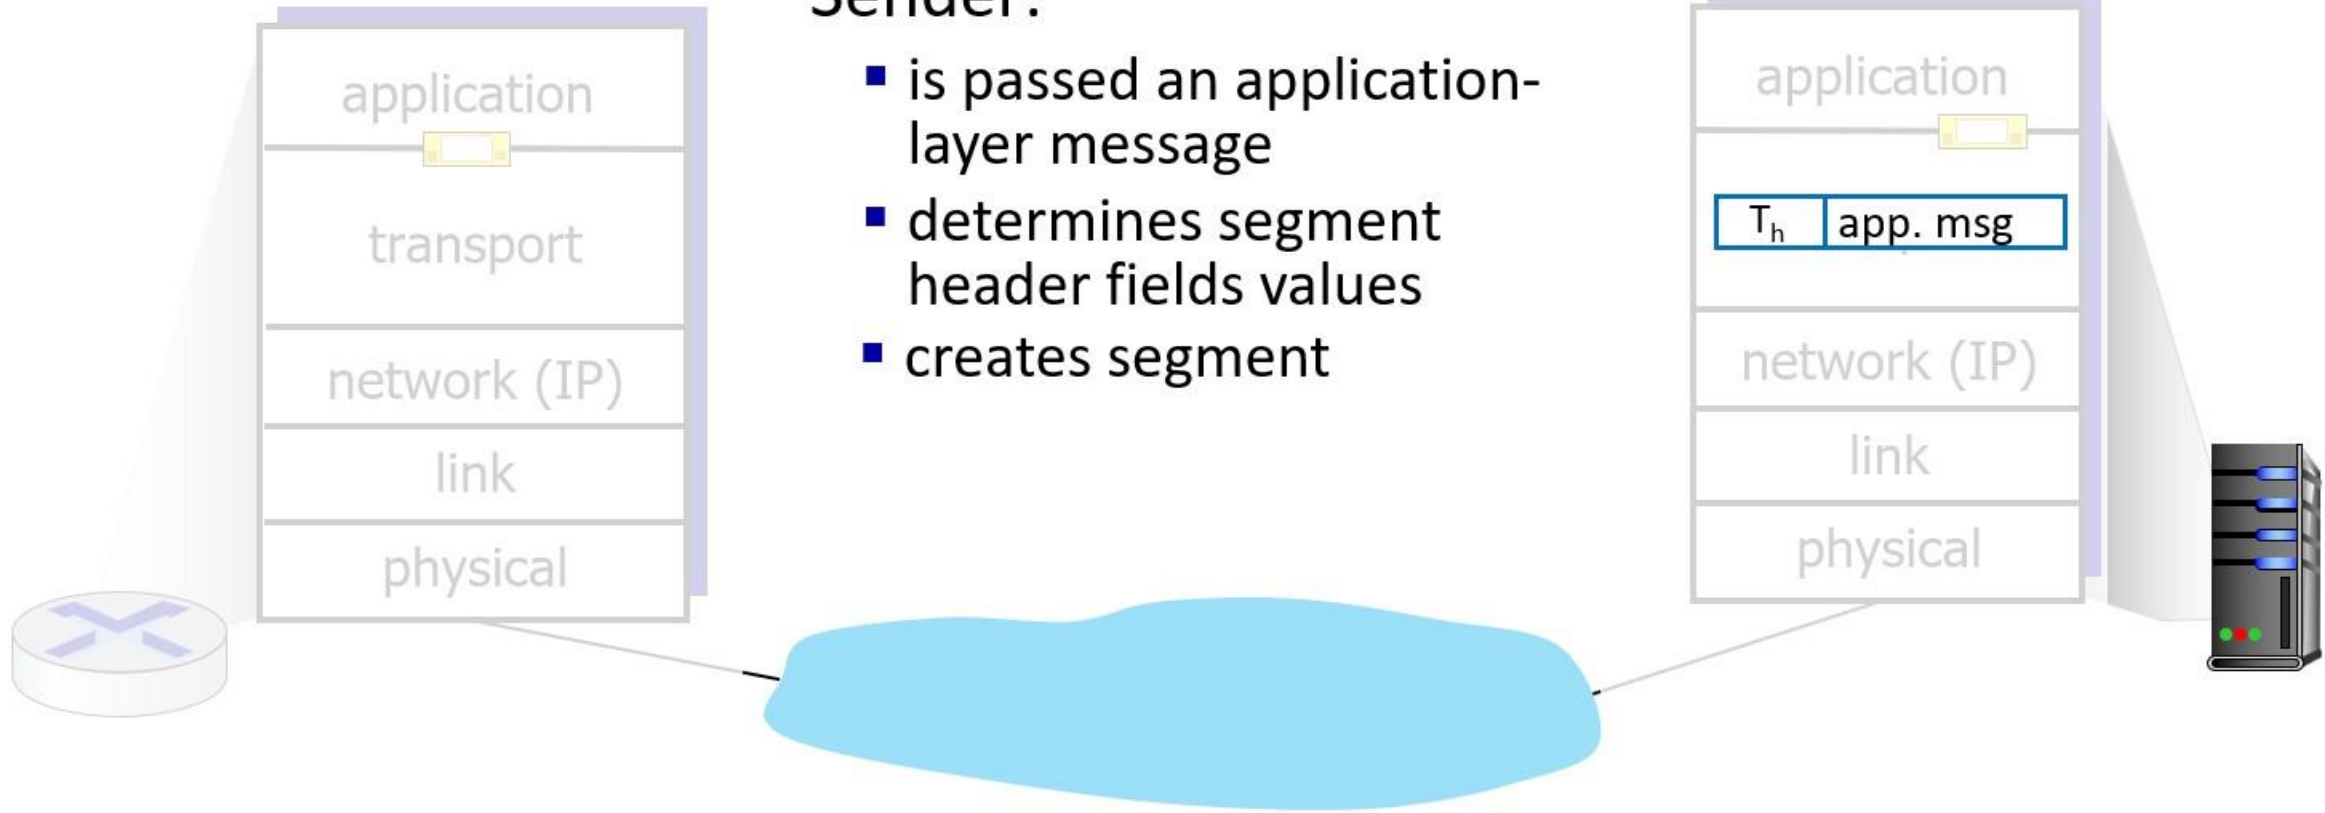 Sender:
▪ is passed an application-
layer message
▪ determines segment
header fields values
▪ creates segment
application
transport
network (IP)
link
physical
application
Th app. msg
network (IP)
link
physical